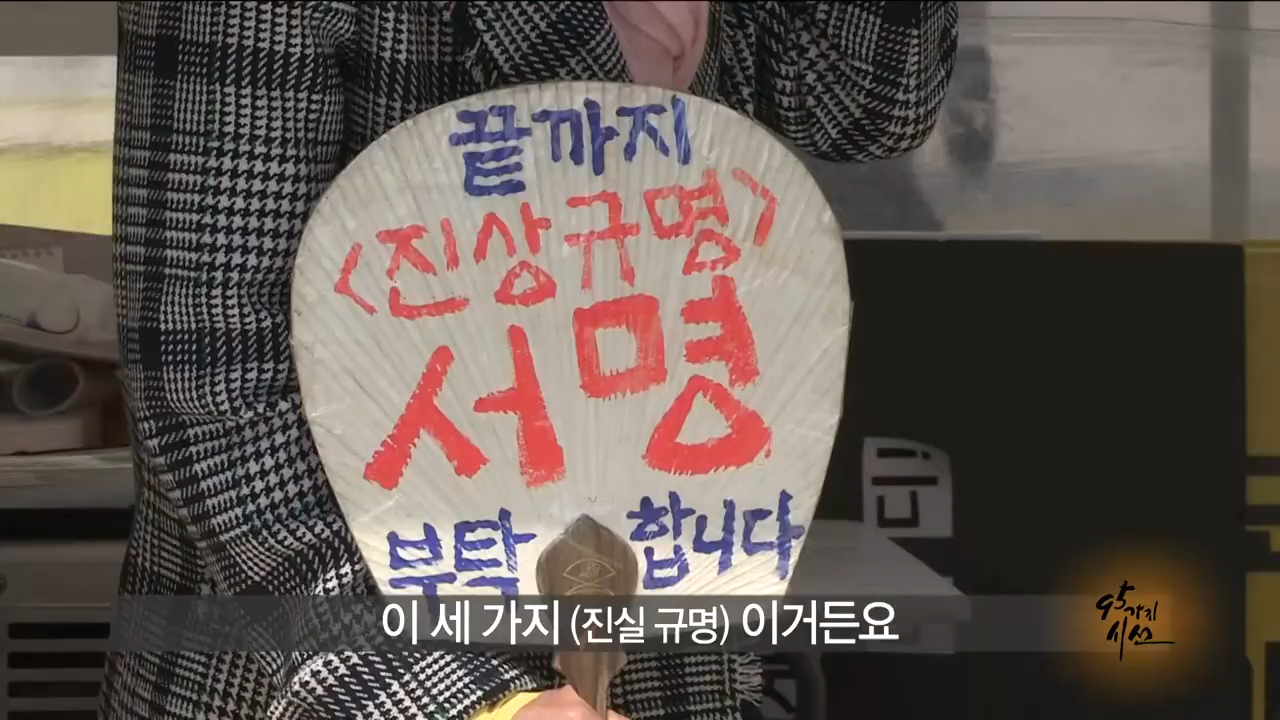 끝까지
<진상규명>
서명
부탁 합니다
다!
이 세 가지 (진실 규명) 이거든요
95가지
시선